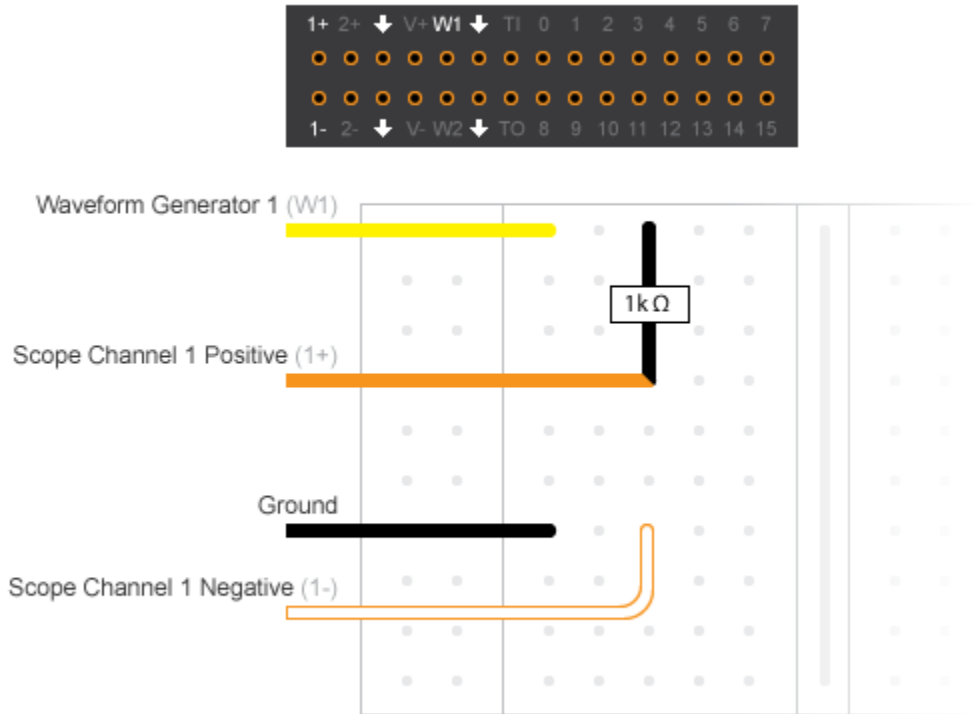 1+ 2+ V+ W1 TI 0 1 2 3 4 5 6 7
1- 2- V- W2 TO 8 9 10 11 12 13 14 15
Waveform Generator 1 (W1)
1k Ω
Scope Channel 1 Positive (1+)
Ground
Scope Channel 1 Negative (1-)